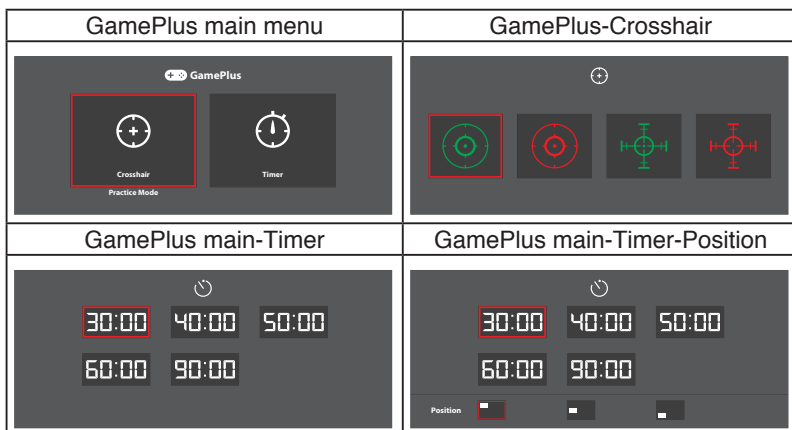 GamePlus main menu
GamePlus-Crosshair
GamePlus
Crosshair
Timer
Practice Mode
GamePlus main-Timer
GamePlus main-Timer-Position
30:00 40:00 50:00
60:00 90:00
30:00 40:00 50:00
60:00 90:00
Position